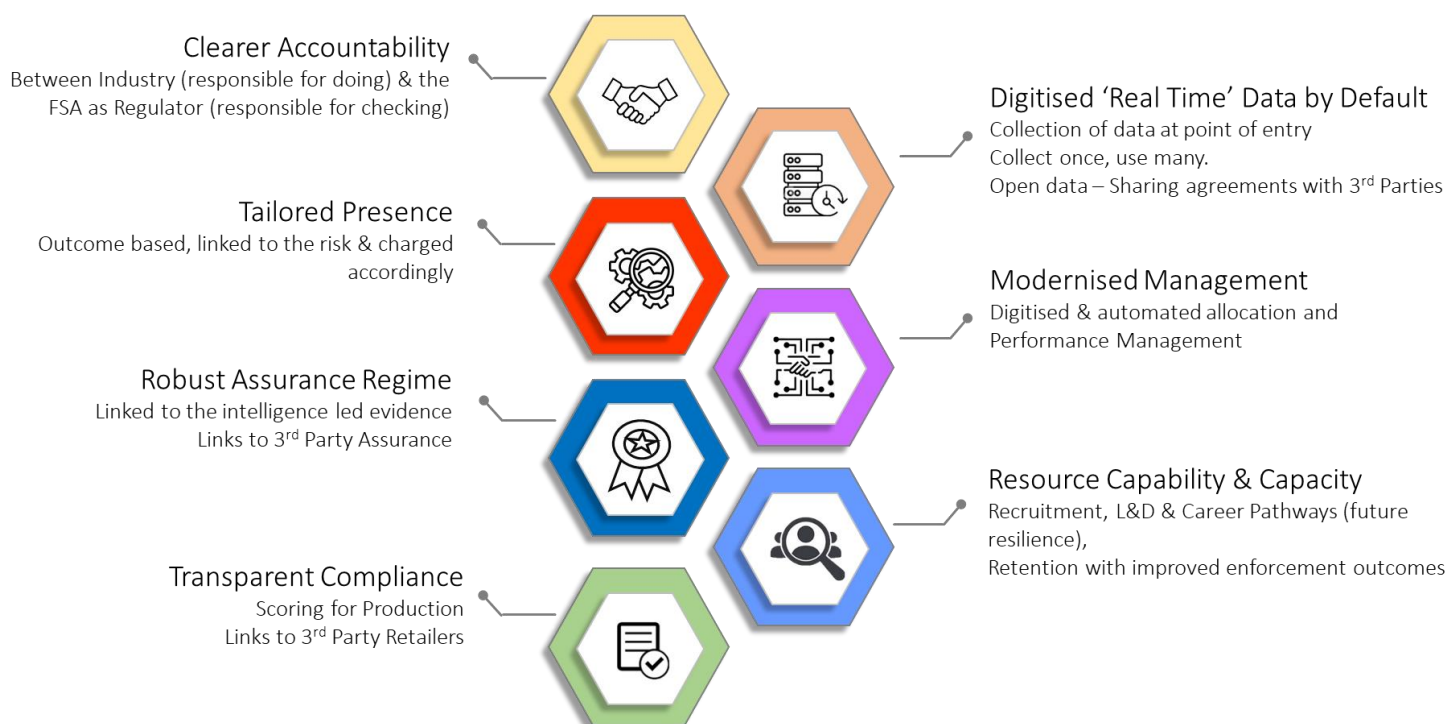 Clearer Accountability
Between Industry (responsible for doing) & the
FSA as Regulator (responsible for checking)
Digitised ‘Real Time’ Data by Default
Collection of data at point of entry
Collect once, use many.
Open data – Sharing agreements with 3rd Parties
Tailored Presence
Outcome based, linked to the risk & charged
accordingly
Modernised Management
Digitised & automated allocation and
Performance Management
Robust Assurance Regime
Linked to the intelligence led evidence
Links to 3rd Party Assurance
Resource Capability & Capacity
Recruitment, L&D & Career Pathways (future
resilience),
Retention with improved enforcement outcomes
Transparent Compliance
Scoring for Production
Links to 3rd Party Retailers